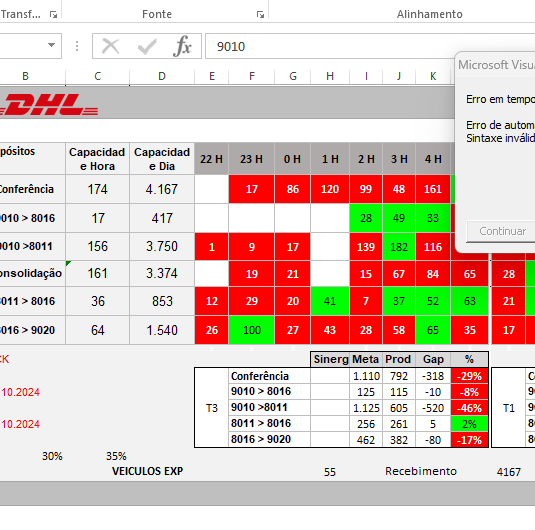 Transf...
Fonte
Alinhamento
9010
Microsoft Visua
B C D E F G H I J K
DHL
Erro em tempo
Erro de autom
Sintaxe inválid
Continuar
pósitos Capacidad e Hora Capacidad e Dia 22 H 23 H 0 H 1 H 2 H 3 H 4 H
Conferência 174 4.167 17 86 120 99 48 161
9010 > 8016 17 417 28 49 33
9010 >8011 156 3.750 1 9 17 139 182 116
onsolidação 161 3.374 19 21 15 67 84 65 28
8011 > 8016 36 853 12 29 20 41 7 37 52 63 21
8016 > 9020 64 1.540 26 100 27 43 28 58 65 35 17
CK
Sinerg Meta Prod Gap %
Conferência 1.110 792 -318 -29%
.10.2024
9010 > 8016 125 115 -10 -8%
T3 9010 >8011 1.125 605 -520 -46% T1
.10.2024
8011 > 8016 256 261 5 2%
8016 > 9020 462 382 -80 -17%
30% 35%
VEICULOS EXP 55 Recebimento 4167